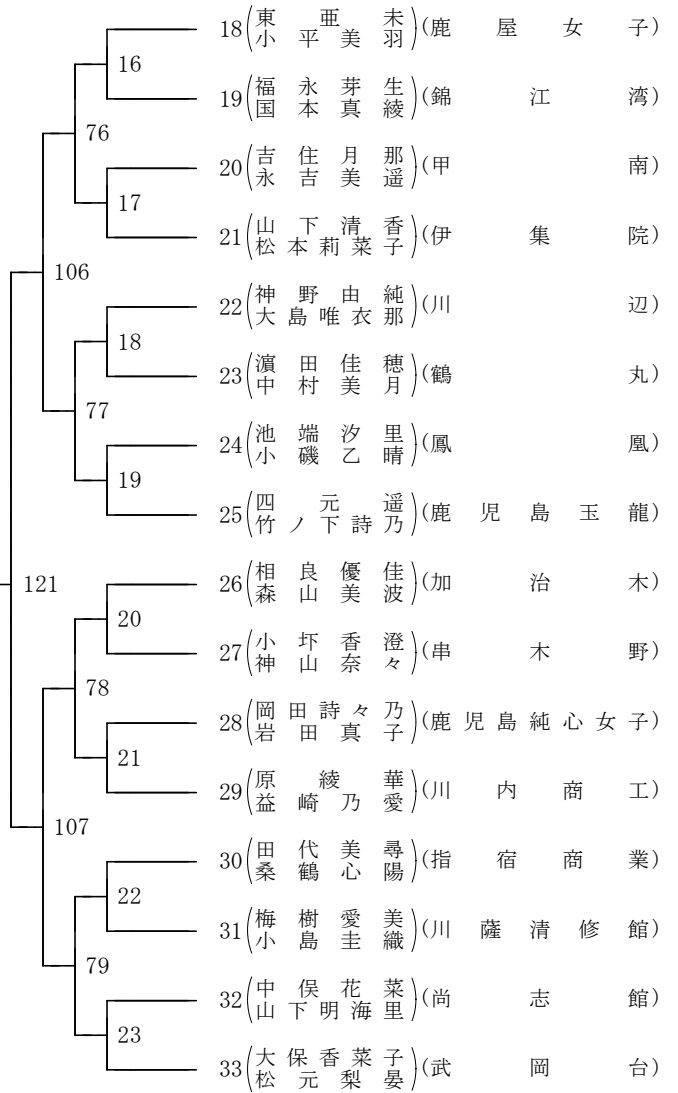 18(東亜未 小平美羽)(鹿屋女子)
16
19(福永芽生 国本真綾)(錦江湾)
76
20(吉住月那 永吉美遥)(甲南)
17
21(山下清香 松本莉菜子)(伊集院)
106
22(神野由純 大島唯衣那)(川辺)
18
23(濵田佳穂 中村美月)(鶴丸)
77
24(池端汐里 小磯乙晴)(鳳凰)
19
25(四元遥 竹ノ下詩乃)(鹿児島玉龍)
121
26(相良優佳 森山美波)(加治木)
20
27(小坏香澄 神山奈々)(串木野)
78
28(岡田詩々乃 岩田真子)(鹿児島純心女子)
21
29(原綾華 益崎乃愛)(川内商工)
107
30(田代美尋 桑鶴心陽)(指宿商業)
22
31(梅樹愛美 小島圭織)(川薩清修館)
79
32(中俣花菜 山下明海里)(尚志館)
23
33(大保香菜子 松元梨晏)(武岡台)